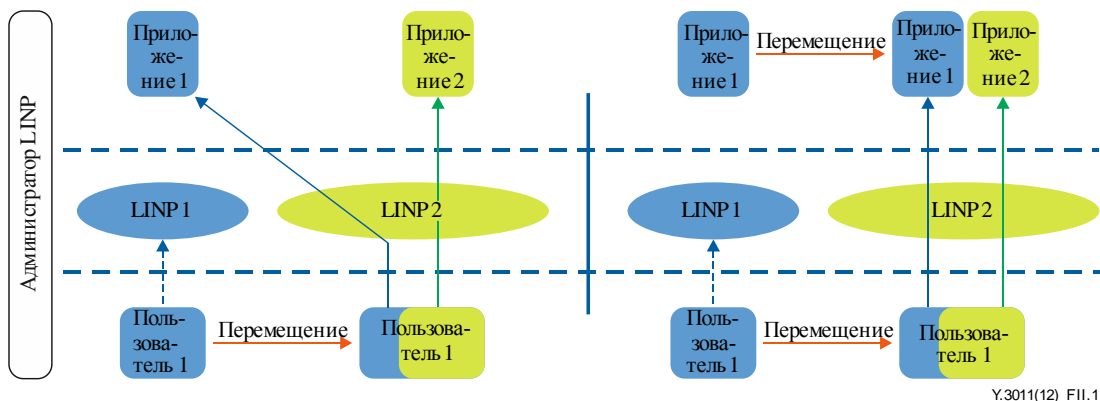 Администратор LINP
Прило-
же-
ние 1
Прило-
же-
ние 2
LINP 1
LINP 2
Поль-
зова-
тель 1
Перемещение
Пользова-
тель 1
Прило-
же-
ние 1
Перемещение
Прило-
же-
ние 1
Прило-
же-
ние 2
LINP 1
LINP 2
Поль-
зова-
тель 1
Перемещение
Пользова-
тель 1
Y.3011(12)_FII.1